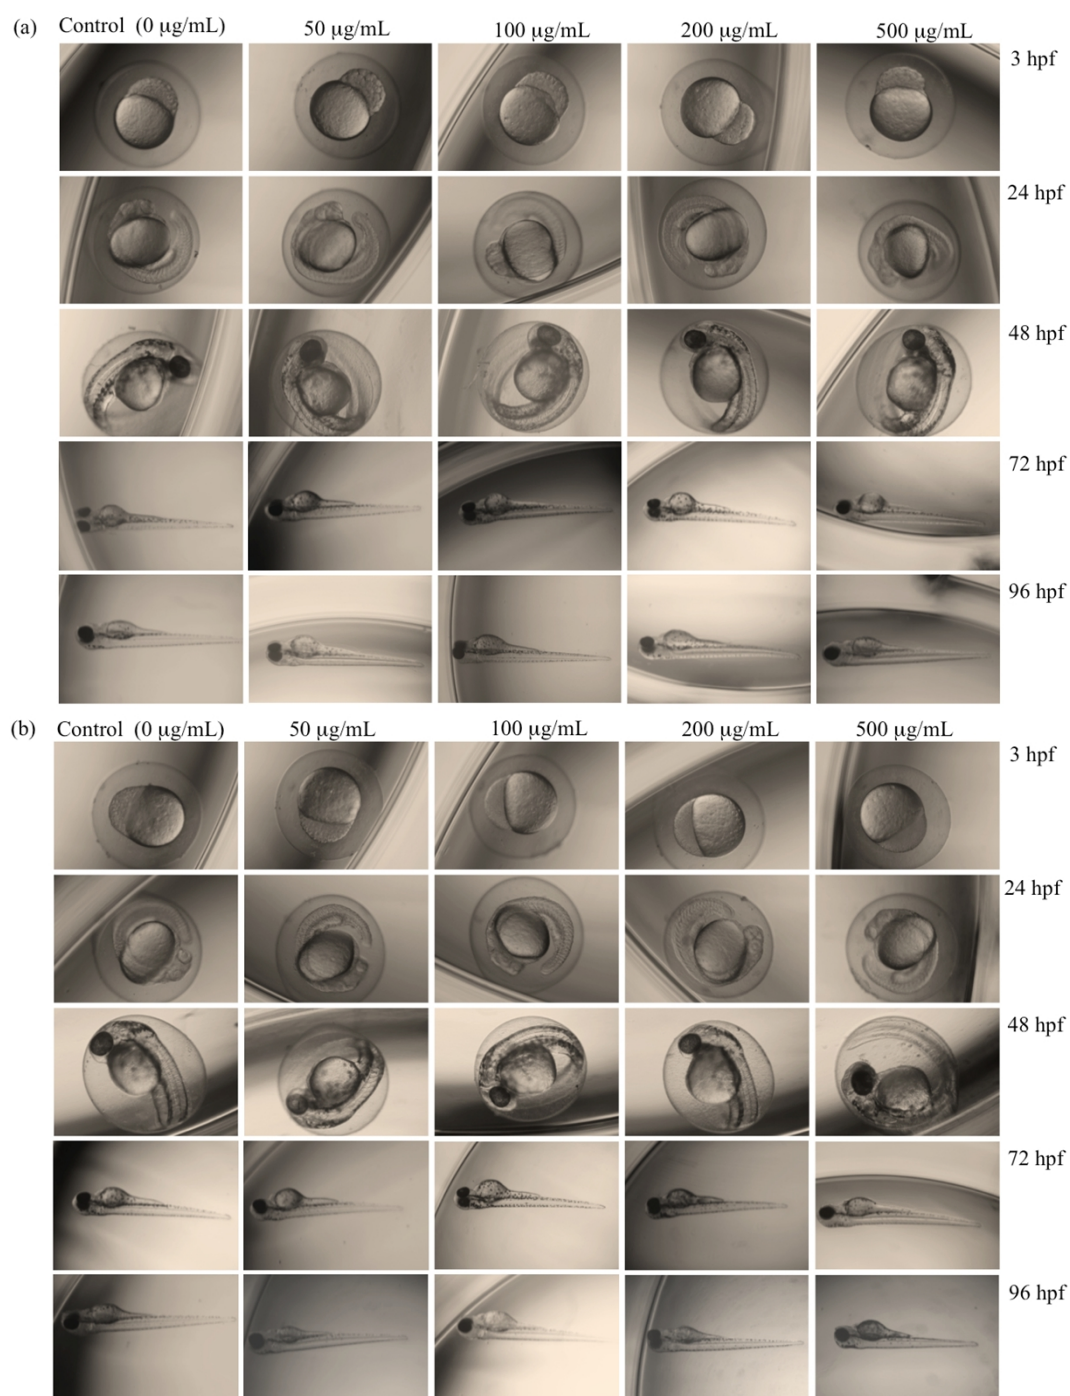 (a) Control (0 µg/mL) 50 µg/mL 100 µg/mL 200 µg/mL 500 µg/mL
3 hpf
24 hpf
48 hpf
72 hpf
96 hpf
(b) Control (0 µg/mL) 50 µg/mL 100 µg/mL 200 µg/mL 500 µg/mL
3 hpf
24 hpf
48 hpf
72 hpf
96 hpf